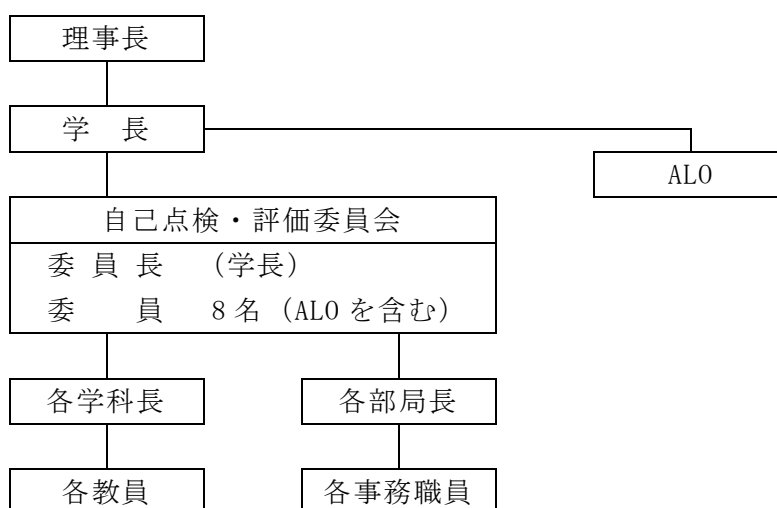 理事長
学　長
ALO
自己点検・評価委員会
委 員 長　（学長）
委　　員　8名（ALOを含む）
各学科長　各部局長
各教員　各事務職員